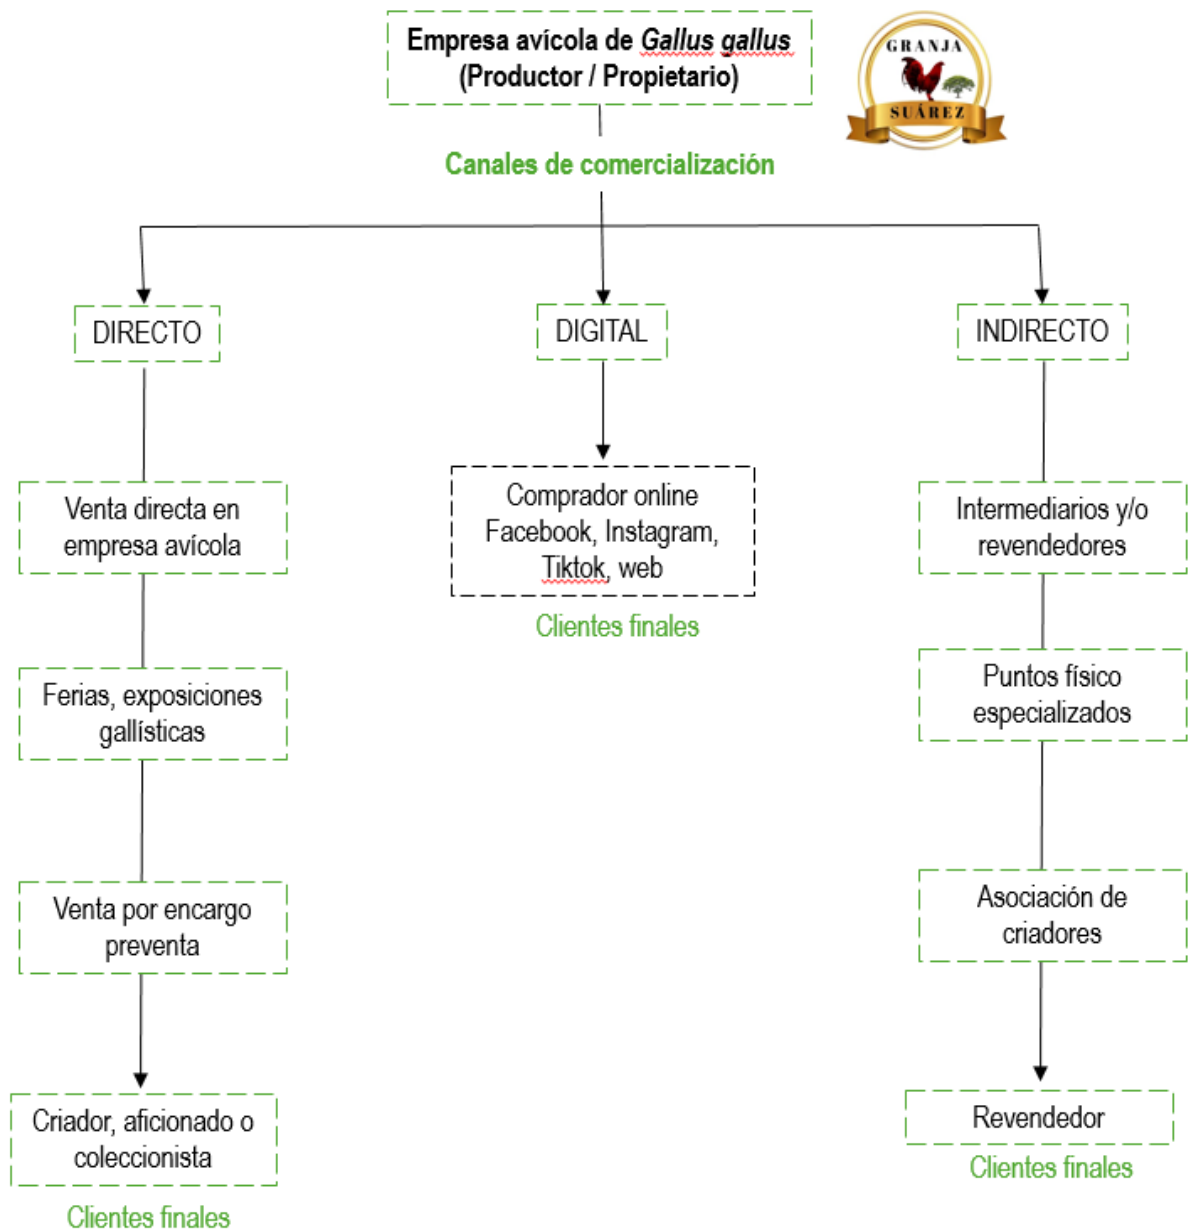 Empresa avícola de Gallus gallus
(Productor / Propietario)
GRANJA
SUÁREZ
Canales de comercialización
DIRECTO
DIGITAL
INDIRECTO
Venta directa en
empresa avícola
Comprador online
Facebook, Instagram,
Tiktok, web
Clientes finales
Intermediarios y/o
revendedores
Ferias, exposiciones
gallísticas
Puntos físico
especializados
Venta por encargo
preventa
Asociación de
criadores
Criador, aficionado o
coleccionista
Clientes finales
Revendedor
Clientes finales